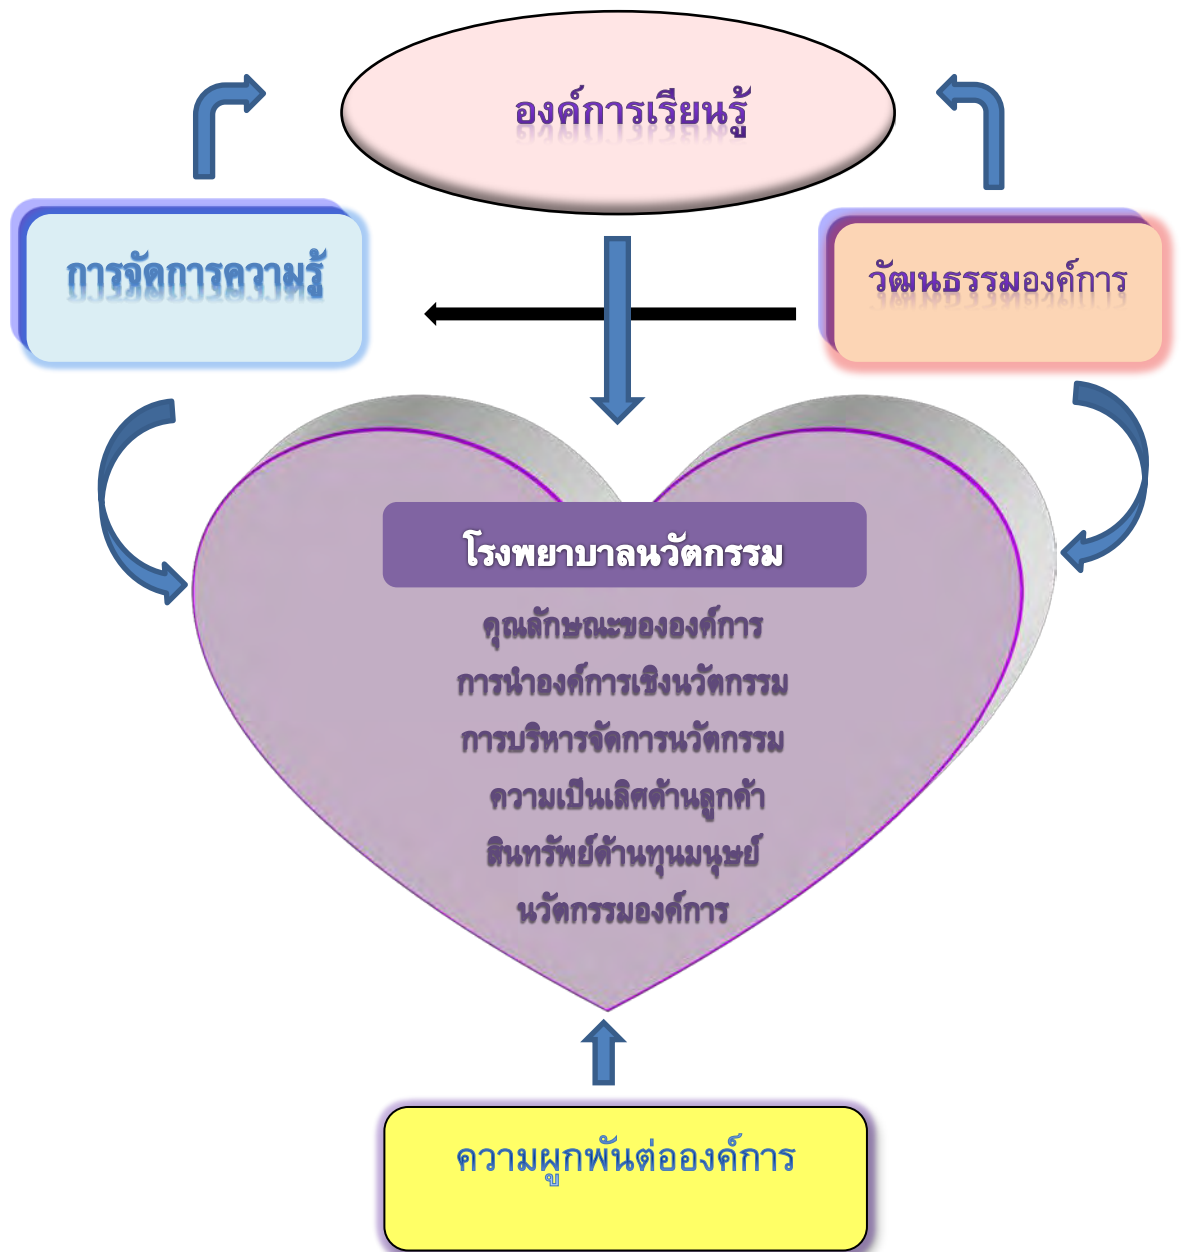 องค์การเรียนรู้
การจัดการความรู้
วัฒนธรรมองค์การ
โรงพยาบาลนวัตกรรม
คุณลักษณะขององค์การ
การนำองค์การเชิงนวัตกรรม
การบริหารจัดการนวัตกรรม
ความเป็นเลิศด้านลูกค้า
สินทรัพย์ด้านทุนมนุษย์
นวัตกรรมองค์การ
ความผูกพันต่อองค์การ